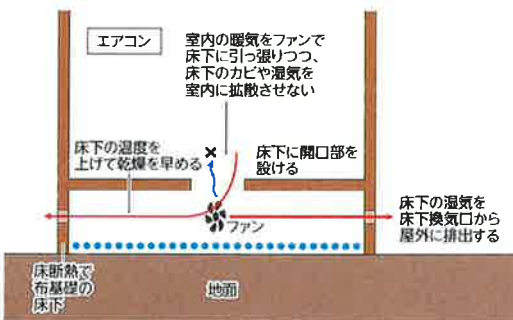 エアコン
室内の暖気をファンで
床下に引っ張りつつ、
床下のカビや湿気を
室内に拡散させない
床下の温度を
上げて乾燥を早める
床下に開口部を
設ける
床下の湿気を
床下換気口から
屋外に排出する
ファン
床断熱で
布基礎の
床下
地面